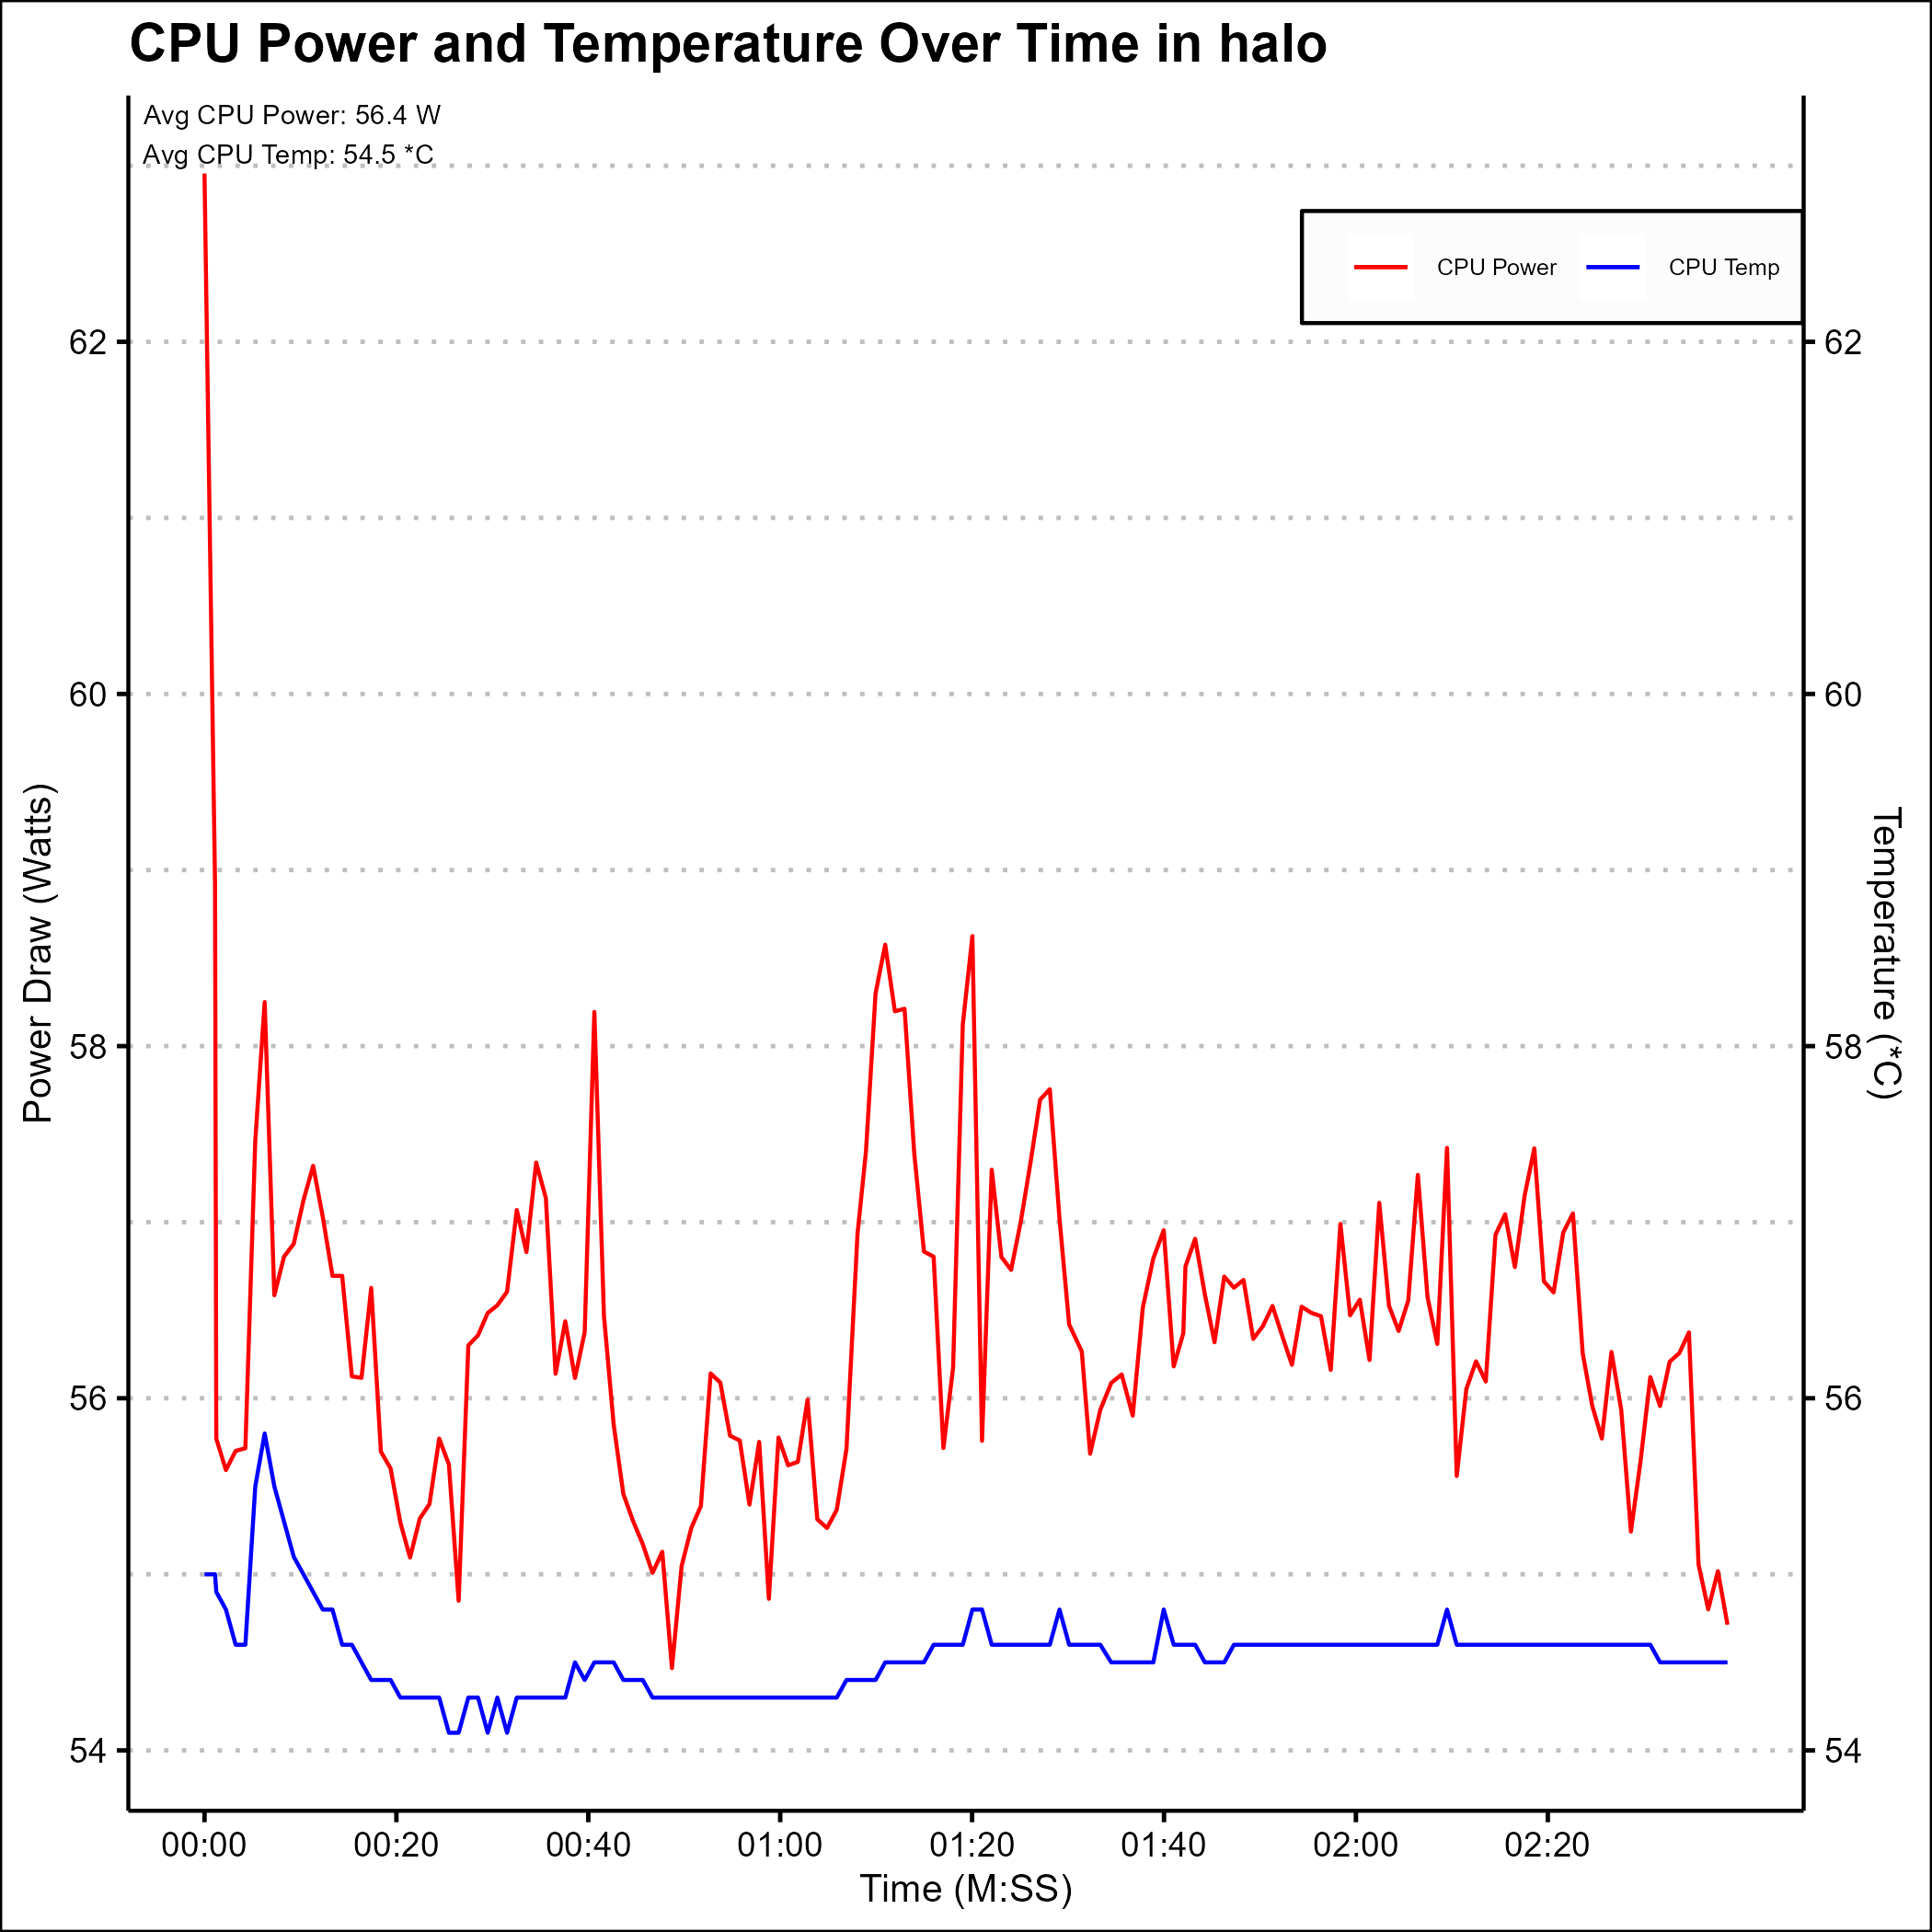 CPU Power and Temperature Over Time in halo
Avg CPU Power: 56.4 W
Avg CPU Temp: 54.5 *C
CPU Power
CPU Temp
62
60
58
56
54
Power Draw (Watts)
62
60
58
56
54
Temperature (*C)
00:00 00:20 00:40 01:00 01:20 01:40 02:00 02:20
Time (M:SS)